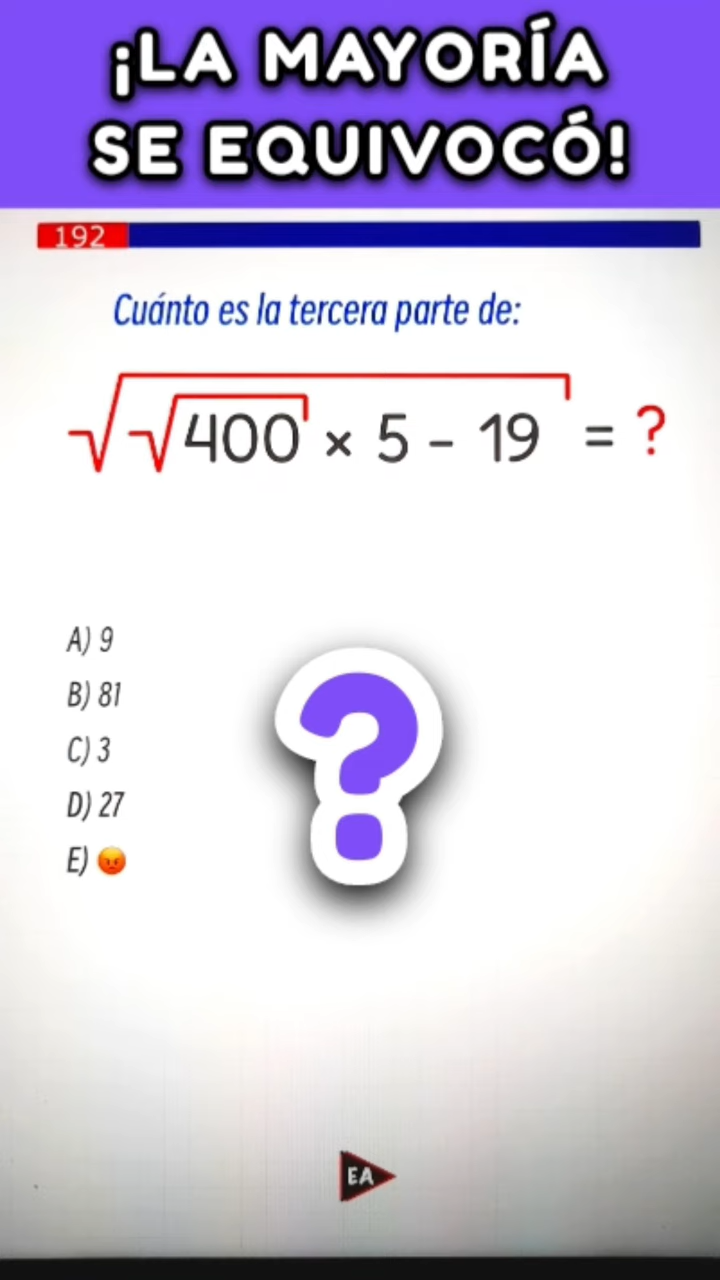 ¡LA MAYORÍA
SE EQUIVOCÓ!
192
Cuánto es la tercera parte de:
√√400 × 5 – 19 = ?
A) 9
B) 81
C) 3
D) 27
E) 😡
?
EA